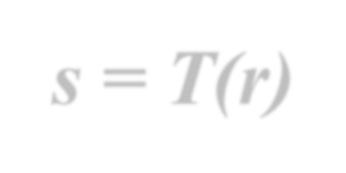 s = T(r)